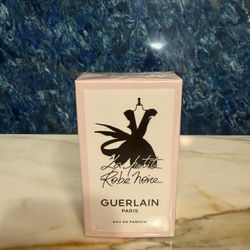 La petite
Robe Noire
GUERLAIN
PARIS
EAU DE PARFUM